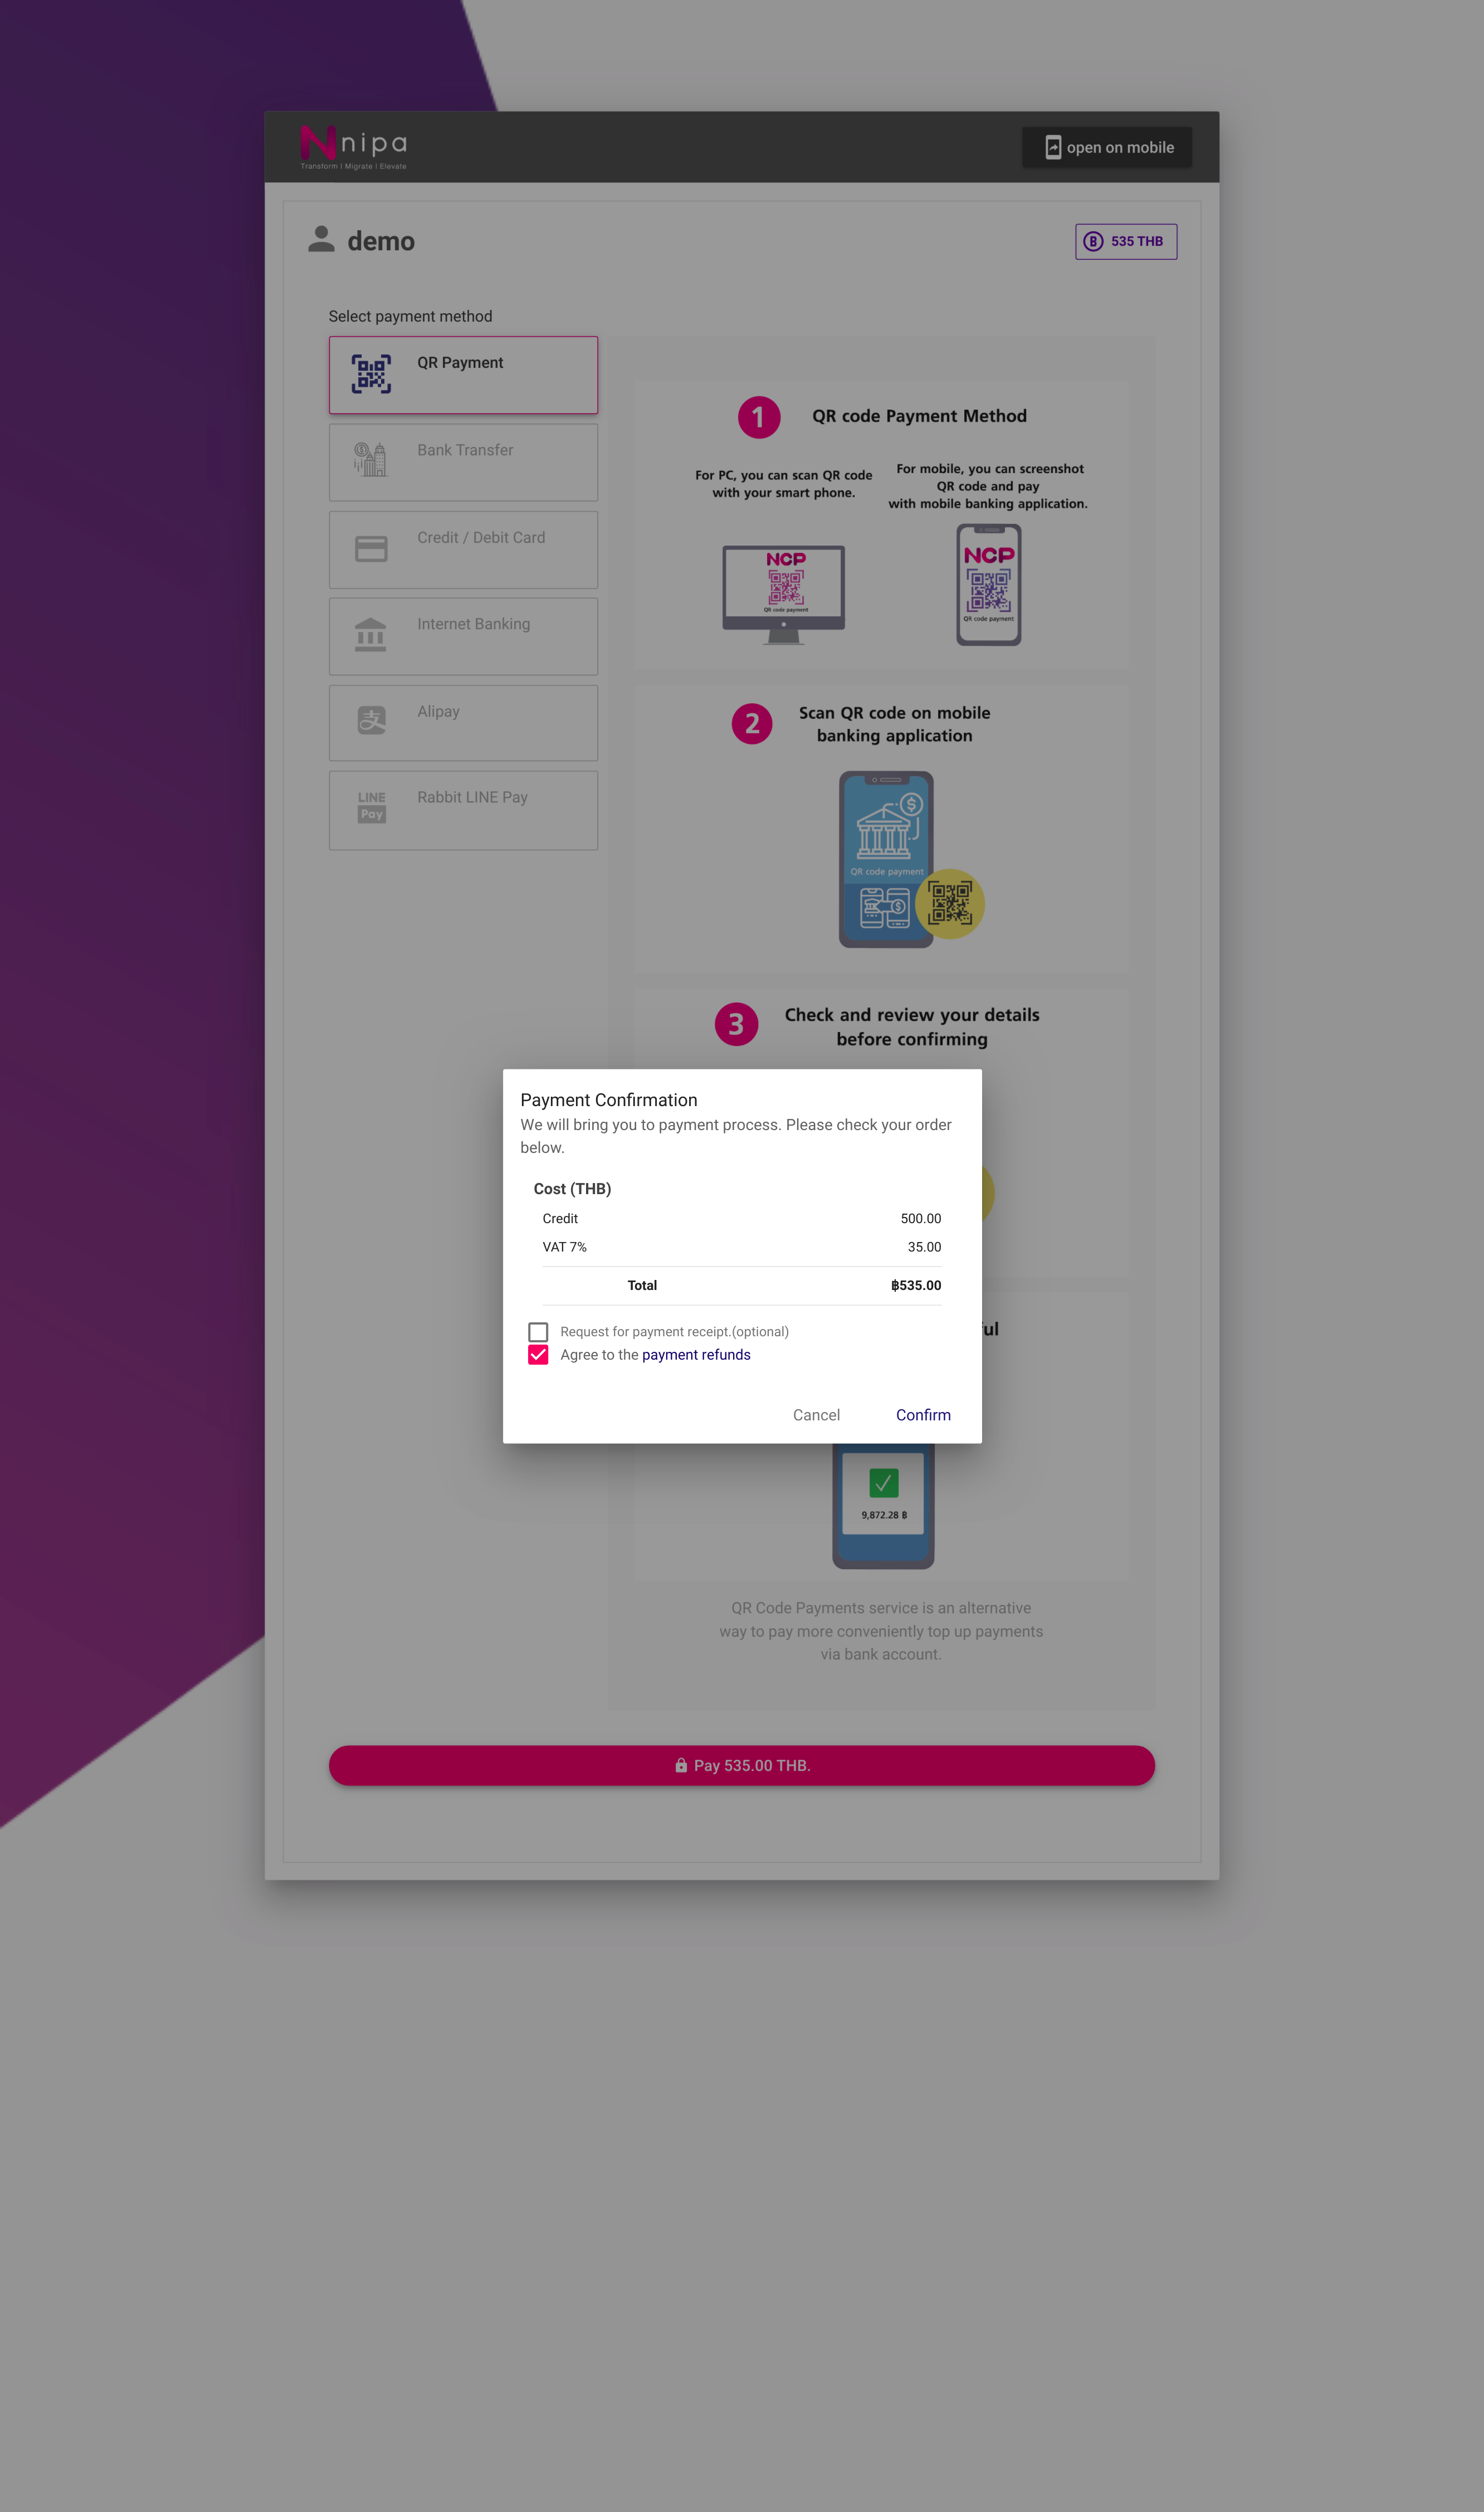 nipa
Transform | Migrate | Elevate
open on mobile
demo
535 THB
Select payment method
QR Payment
Bank Transfer
Credit / Debit Card
Internet Banking
Alipay
LINE
Pay
Rabbit LINE Pay
1
QR code Payment Method
For PC, you can scan QR code
with your smart phone.
For mobile, you can screenshot
QR code and pay
with mobile banking application.
NCP
QR code payment
NCP
QR code payment
2
Scan QR code on mobile
banking application
QR code payment
3
Check and review your details
before confirming
Payment Confirmation
We will bring you to payment process. Please check your order
below.
Cost (THB)
Credit 500.00
VAT 7% 35.00
Total ฿535.00
Request for payment receipt.(optional)
Agree to the payment refunds
Cancel Confirm
9,872.28 ฿
QR Code Payments service is an alternative
way to pay more conveniently top up payments
via bank account.
Pay 535.00 THB.